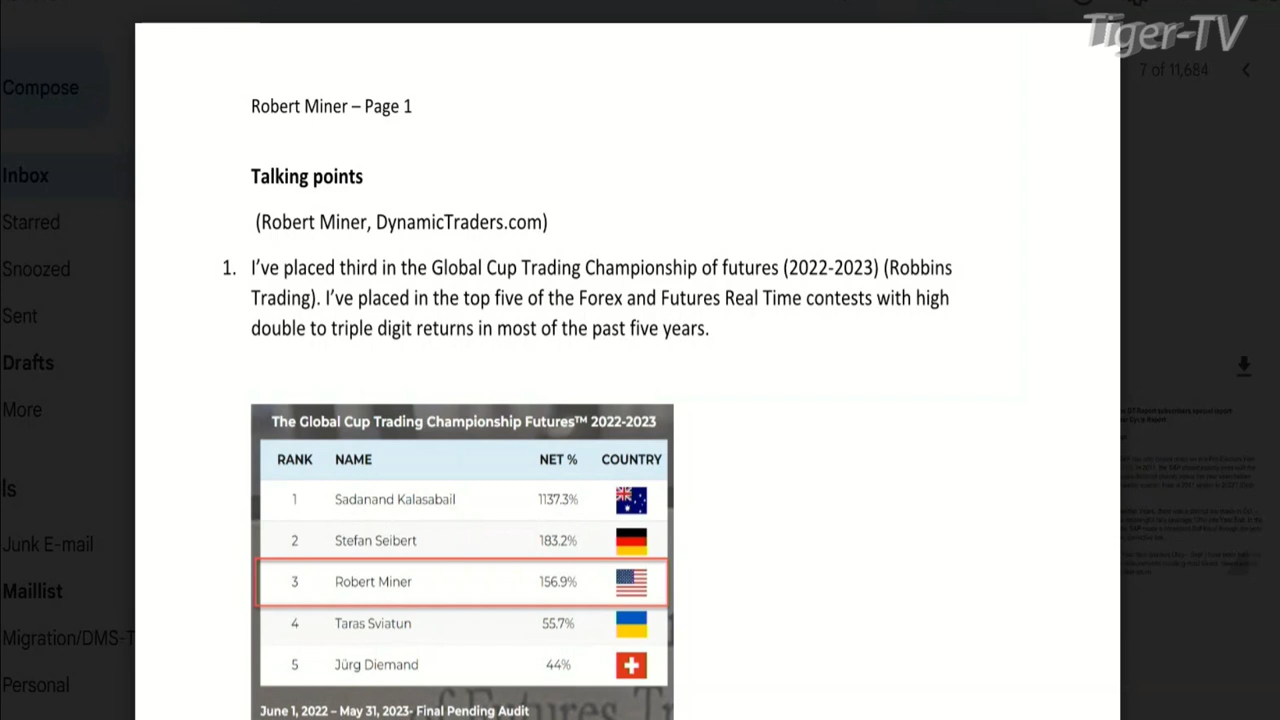 Tiger-TV
Compose
7 of 11,684
Robert Miner – Page 1
Inbox
Talking points
Starred
(Robert Miner, DynamicTraders.com)
Snoozed
1. I've placed third in the Global Cup Trading Championship of futures (2022-2023) (Robbins
Sent
Trading). I've placed in the top five of the Forex and Futures Real Time contests with high
double to triple digit returns in most of the past five years.
Drafts
More
The Global Cup Trading Championship Futures™ 2022-2023
RANK NAME NET % COUNTRY
1 Sadanand Kalasabail 1137.3%
2 Stefan Seibert 183.2%
3 Robert Miner 156.9%
4 Taras Sviatun 55.7%
5 Jürg Diemand 44%
June 1, 2022 – May 31, 2023- Final Pending Audit
ls
Junk E-mail
Maillist
Migration/DMS-T
Personal